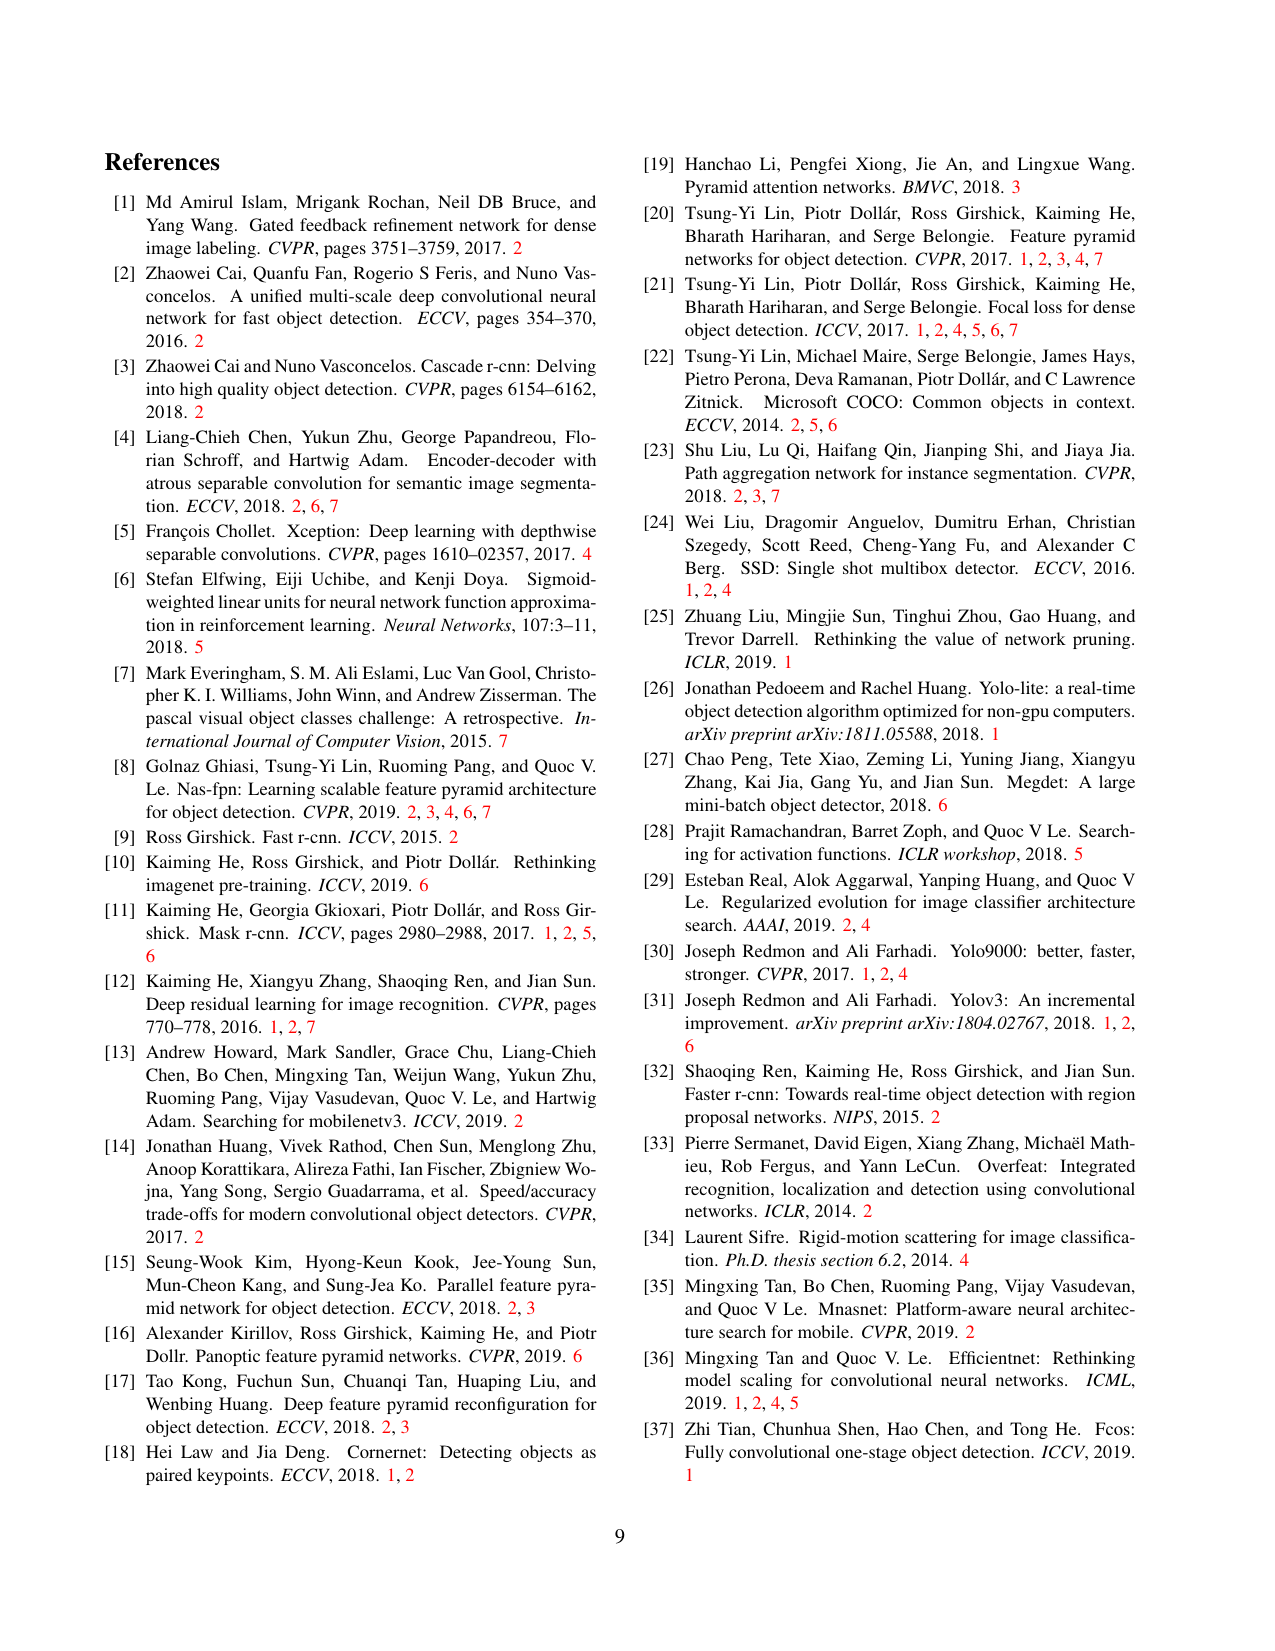 References
[1] Md Amirul Islam, Mrigank Rochan, Neil DB Bruce, and
Yang Wang. Gated feedback refinement network for dense
image labeling. CVPR, pages 3751–3759, 2017. 2
[2] Zhaowei Cai, Quanfu Fan, Rogerio S Feris, and Nuno Vas-
concelos. A unified multi-scale deep convolutional neural
network for fast object detection. ECCV, pages 354–370,
2016. 2
[3] Zhaowei Cai and Nuno Vasconcelos. Cascade r-cnn: Delving
into high quality object detection. CVPR, pages 6154–6162,
2018. 2
[4] Liang-Chieh Chen, Yukun Zhu, George Papandreou, Flo-
rian Schroff, and Hartwig Adam. Encoder-decoder with
atrous separable convolution for semantic image segmenta-
tion. ECCV, 2018. 2, 6, 7
[5] François Chollet. Xception: Deep learning with depthwise
separable convolutions. CVPR, pages 1610–02357, 2017. 4
[6] Stefan Elfwing, Eiji Uchibe, and Kenji Doya. Sigmoid-
weighted linear units for neural network function approxima-
tion in reinforcement learning. Neural Networks, 107:3–11,
2018. 5
[7] Mark Everingham, S. M. Ali Eslami, Luc Van Gool, Christo-
pher K. I. Williams, John Winn, and Andrew Zisserman. The
pascal visual object classes challenge: A retrospective. In-
ternational Journal of Computer Vision, 2015. 7
[8] Golnaz Ghiasi, Tsung-Yi Lin, Ruoming Pang, and Quoc V.
Le. Nas-fpn: Learning scalable feature pyramid architecture
for object detection. CVPR, 2019. 2, 3, 4, 6, 7
[9] Ross Girshick. Fast r-cnn. ICCV, 2015. 2
[10] Kaiming He, Ross Girshick, and Piotr Dollár. Rethinking
imagenet pre-training. ICCV, 2019. 6
[11] Kaiming He, Georgia Gkioxari, Piotr Dollár, and Ross Gir-
shick. Mask r-cnn. ICCV, pages 2980–2988, 2017. 1, 2, 5,
6
[12] Kaiming He, Xiangyu Zhang, Shaoqing Ren, and Jian Sun.
Deep residual learning for image recognition. CVPR, pages
770–778, 2016. 1, 2, 7
[13] Andrew Howard, Mark Sandler, Grace Chu, Liang-Chieh
Chen, Bo Chen, Mingxing Tan, Weijun Wang, Yukun Zhu,
Ruoming Pang, Vijay Vasudevan, Quoc V. Le, and Hartwig
Adam. Searching for mobilenetv3. ICCV, 2019. 2
[14] Jonathan Huang, Vivek Rathod, Chen Sun, Menglong Zhu,
Anoop Korattikara, Alireza Fathi, Ian Fischer, Zbigniew Wo-
jna, Yang Song, Sergio Guadarrama, et al. Speed/accuracy
trade-offs for modern convolutional object detectors. CVPR,
2017. 2
[15] Seung-Wook Kim, Hyong-Keun Kook, Jee-Young Sun,
Mun-Cheon Kang, and Sung-Jea Ko. Parallel feature pyra-
mid network for object detection. ECCV, 2018. 2, 3
[16] Alexander Kirillov, Ross Girshick, Kaiming He, and Piotr
Dollr. Panoptic feature pyramid networks. CVPR, 2019. 6
[17] Tao Kong, Fuchun Sun, Chuanqi Tan, Huaping Liu, and
Wenbing Huang. Deep feature pyramid reconfiguration for
object detection. ECCV, 2018. 2, 3
[18] Hei Law and Jia Deng. Cornernet: Detecting objects as
paired keypoints. ECCV, 2018. 1, 2
[19] Hanchao Li, Pengfei Xiong, Jie An, and Lingxue Wang.
Pyramid attention networks. BMVC, 2018. 3
[20] Tsung-Yi Lin, Piotr Dollár, Ross Girshick, Kaiming He,
Bharath Hariharan, and Serge Belongie. Feature pyramid
networks for object detection. CVPR, 2017. 1, 2, 3, 4, 7
[21] Tsung-Yi Lin, Piotr Dollár, Ross Girshick, Kaiming He,
Bharath Hariharan, and Serge Belongie. Focal loss for dense
object detection. ICCV, 2017. 1, 2, 4, 5, 6, 7
[22] Tsung-Yi Lin, Michael Maire, Serge Belongie, James Hays,
Pietro Perona, Deva Ramanan, Piotr Dollár, and C Lawrence
Zitnick. Microsoft COCO: Common objects in context.
ECCV, 2014. 2, 5, 6
[23] Shu Liu, Lu Qi, Haifang Qin, Jianping Shi, and Jiaya Jia.
Path aggregation network for instance segmentation. CVPR,
2018. 2, 3, 7
[24] Wei Liu, Dragomir Anguelov, Dumitru Erhan, Christian
Szegedy, Scott Reed, Cheng-Yang Fu, and Alexander C
Berg. SSD: Single shot multibox detector. ECCV, 2016.
1, 2, 4
[25] Zhuang Liu, Mingjie Sun, Tinghui Zhou, Gao Huang, and
Trevor Darrell. Rethinking the value of network pruning.
ICLR, 2019. 1
[26] Jonathan Pedoeem and Rachel Huang. Yolo-lite: a real-time
object detection algorithm optimized for non-gpu computers.
arXiv preprint arXiv:1811.05588, 2018. 1
[27] Chao Peng, Tete Xiao, Zeming Li, Yuning Jiang, Xiangyu
Zhang, Kai Jia, Gang Yu, and Jian Sun. Megdet: A large
mini-batch object detector, 2018. 6
[28] Prajit Ramachandran, Barret Zoph, and Quoc V Le. Search-
ing for activation functions. ICLR workshop, 2018. 5
[29] Esteban Real, Alok Aggarwal, Yanping Huang, and Quoc V
Le. Regularized evolution for image classifier architecture
search. AAAI, 2019. 2, 4
[30] Joseph Redmon and Ali Farhadi. Yolo9000: better, faster,
stronger. CVPR, 2017. 1, 2, 4
[31] Joseph Redmon and Ali Farhadi. Yolov3: An incremental
improvement. arXiv preprint arXiv:1804.02767, 2018. 1, 2,
6
[32] Shaoqing Ren, Kaiming He, Ross Girshick, and Jian Sun.
Faster r-cnn: Towards real-time object detection with region
proposal networks. NIPS, 2015. 2
[33] Pierre Sermanet, David Eigen, Xiang Zhang, Michaël Math-
ieu, Rob Fergus, and Yann LeCun. Overfeat: Integrated
recognition, localization and detection using convolutional
networks. ICLR, 2014. 2
[34] Laurent Sifre. Rigid-motion scattering for image classifica-
tion. Ph.D. thesis section 6.2, 2014. 4
[35] Mingxing Tan, Bo Chen, Ruoming Pang, Vijay Vasudevan,
and Quoc V Le. Mnasnet: Platform-aware neural architec-
ture search for mobile. CVPR, 2019. 2
[36] Mingxing Tan and Quoc V. Le. Efficientnet: Rethinking
model scaling for convolutional neural networks. ICML,
2019. 1, 2, 4, 5
[37] Zhi Tian, Chunhua Shen, Hao Chen, and Tong He. Fcos:
Fully convolutional one-stage object detection. ICCV, 2019.
1
9